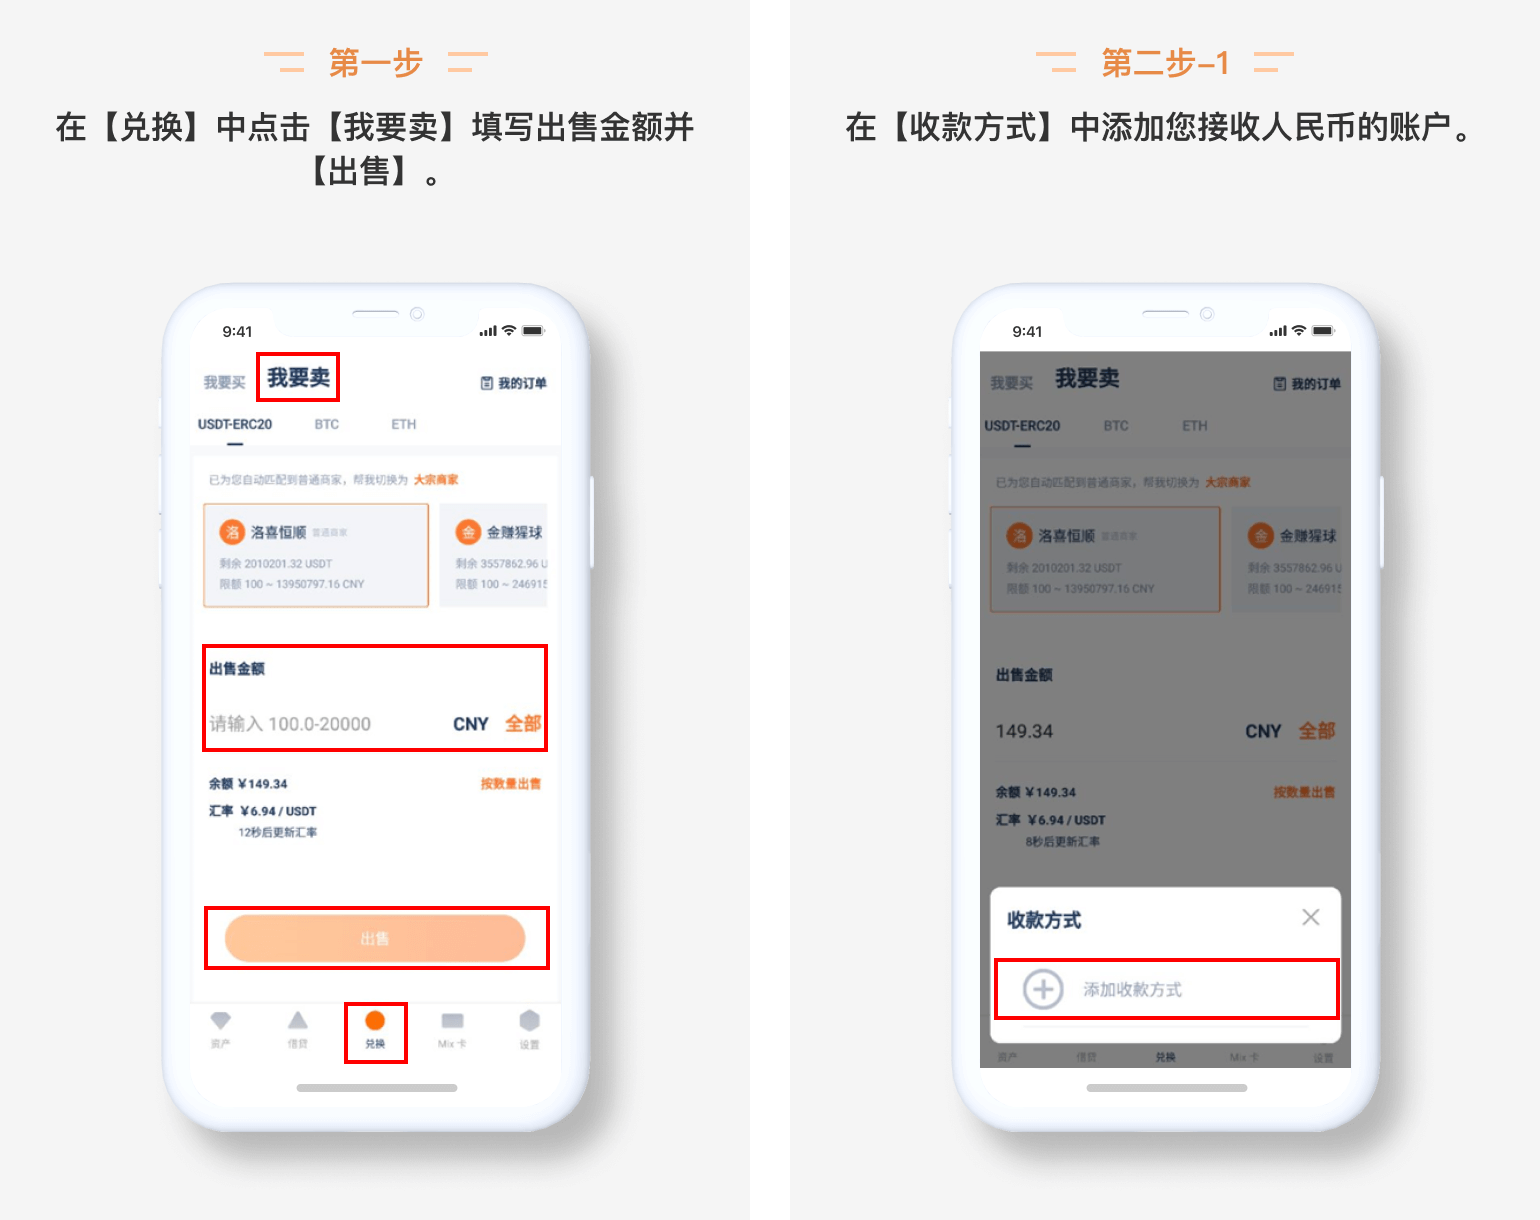 第一步
在【兑换】中点击【我要卖】填写出售金额并
【出售】。
9:41
我要买
我要卖
我的订单
USDT-ERC20
BTC
ETH
已为您自动匹配到普通商家，帮我切换为 大宗商家
洛 洛喜恒顺 普通商家
剩余 2010201.32 USDT
限额 100 ~ 13950797.16 CNY
金 金赚猩球
剩余 3557862.96 U
限额 100 ~ 246915
出售金额
请输入 100.0-20000
CNY
全部
余额 ¥149.34
按数量出售
汇率 ¥6.94 / USDT
12秒后更新汇率
出售
资产
借贷
兑换
Mix 卡
设置
第二步-1
在【收款方式】中添加您接收人民币的账户。
9:41
我要买
我要卖
我的订单
USDT-ERC20
BTC
ETH
已为您自动匹配到普通商家，帮我切换为 大宗商家
洛 洛喜恒顺 普通商家
剩余 2010201.32 USDT
限额 100 ~ 13950797.16 CNY
金 金赚猩球
剩余 3557862.96 U
限额 100 ~ 246915
出售金额
149.34
CNY
全部
余额 ¥149.34
按数量出售
汇率 ¥6.94 / USDT
8秒后更新汇率
收款方式
添加收款方式
资产
借贷
兑换
Mix 卡
设置